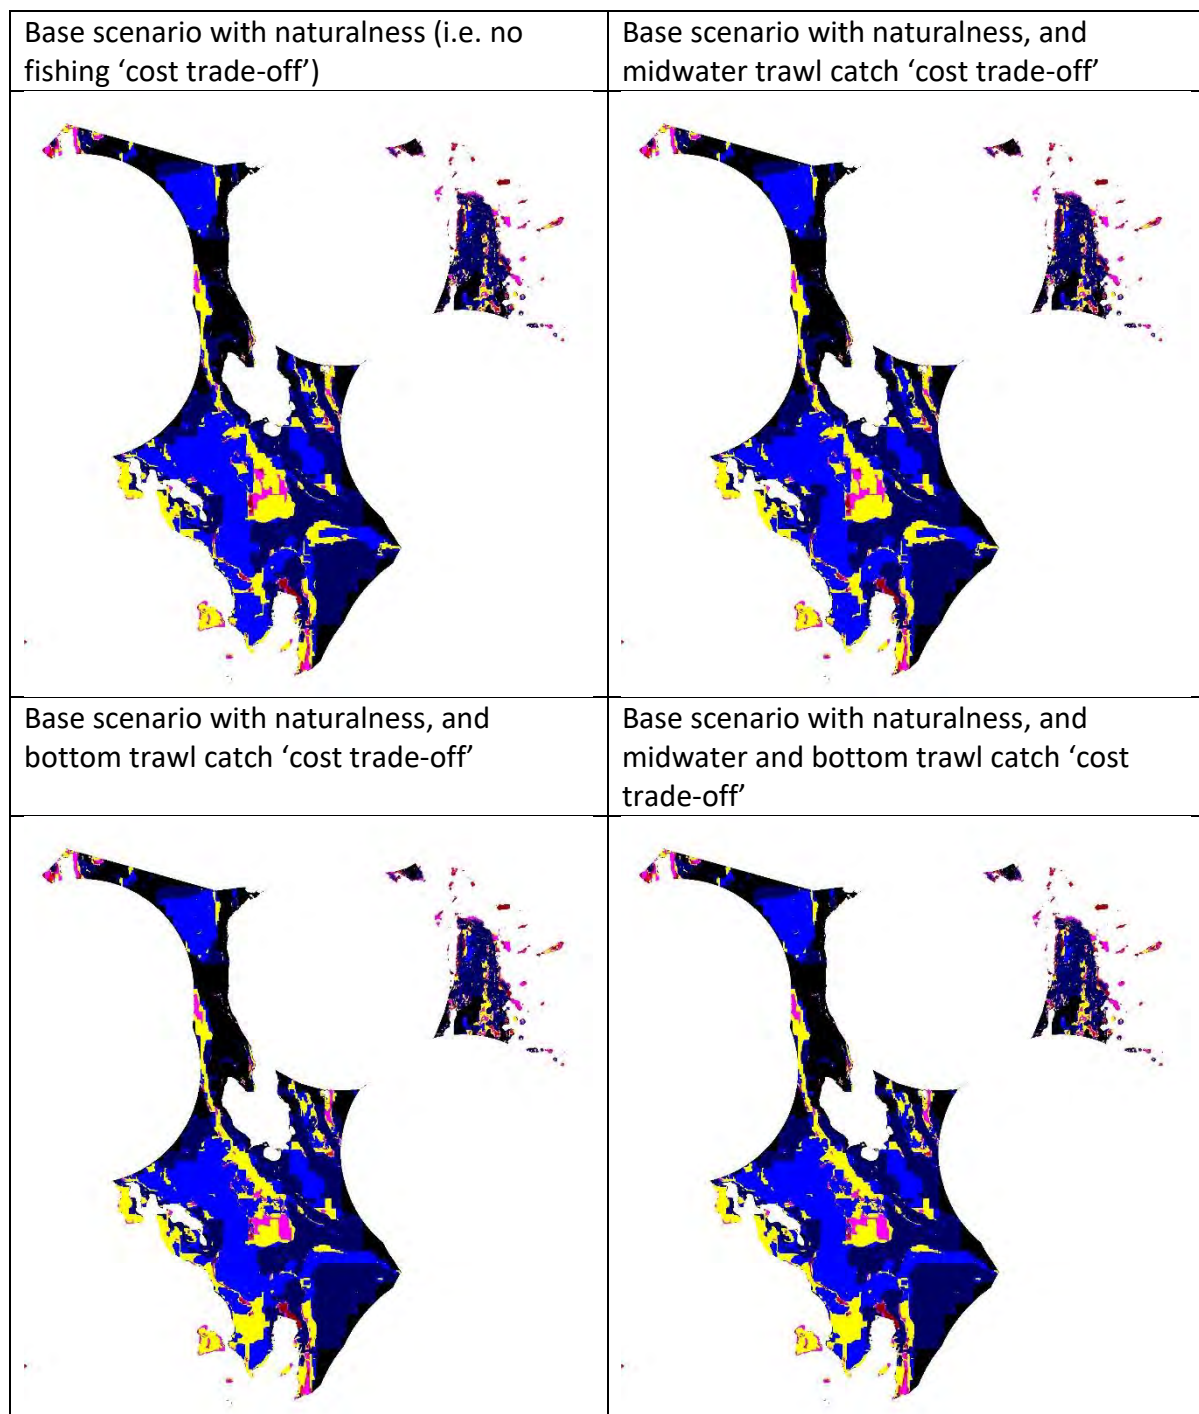 Base scenario with naturalness (i.e. no
fishing ‘cost trade-off’)
Base scenario with naturalness, and
midwater trawl catch ‘cost trade-off’
Base scenario with naturalness, and
bottom trawl catch ‘cost trade-off’
Base scenario with naturalness, and
midwater and bottom trawl catch ‘cost
trade-off’